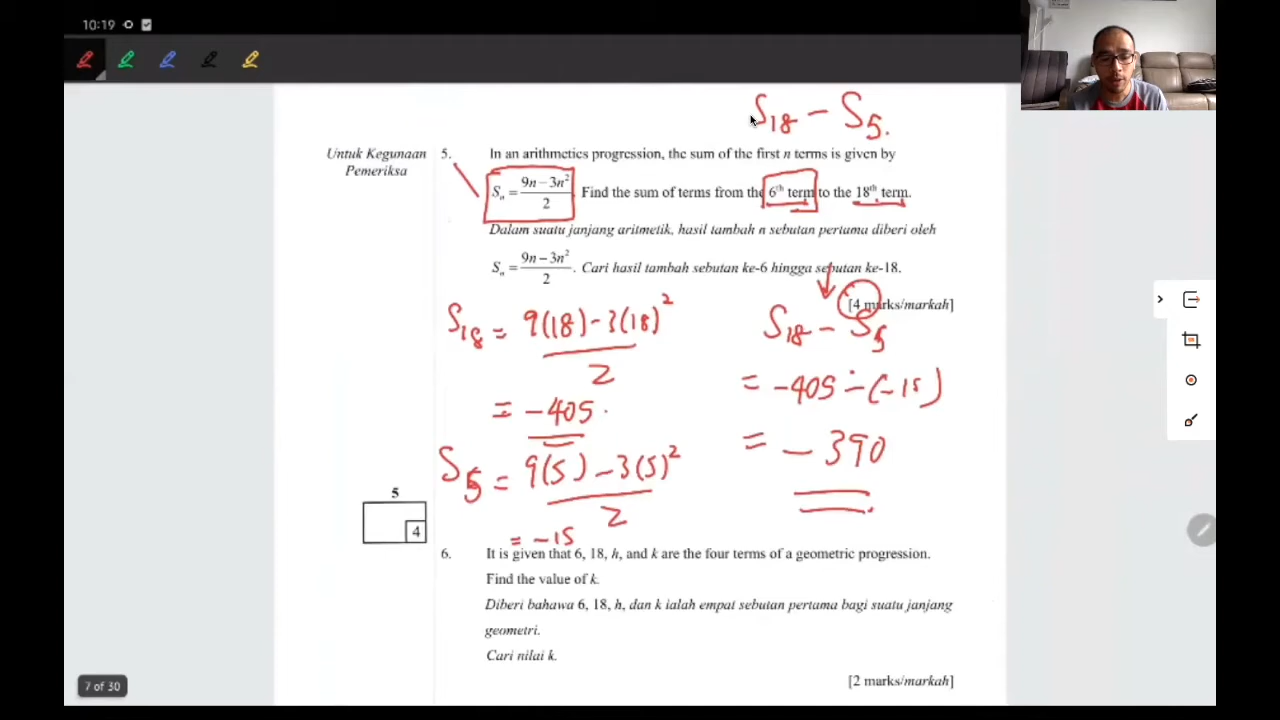 10:19
S₁₈ − S₅.
Untuk Kegunaan
Pemeriksa
5. In an arithmetics progression, the sum of the first n terms is given by
Sₙ = (9n − 3n²)/2 Find the sum of terms from the 6ᵗʰ term to the 18ᵗʰ term.
Dalam suatu janjang aritmetik, hasil tambah n sebutan pertama diberi oleh
Sₙ = (9n − 3n²)/2. Cari hasil tambah sebutan ke-6 hingga sebutan ke-18.
[4 marks/markah]
S₁₈ = (9(18) − 3(18)²)/2
= −405
S₅ = (9(5) − 3(5)²)/2
= −15
S₁₈ − S₅
= −405 − (−15)
= −390
5
4
6. It is given that 6, 18, h, and k are the four terms of a geometric progression.
Find the value of k.
Diberi bahawa 6, 18, h, dan k ialah empat sebutan pertama bagi suatu janjang
geometri.
Cari nilai k.
[2 marks/markah]
7 of 30